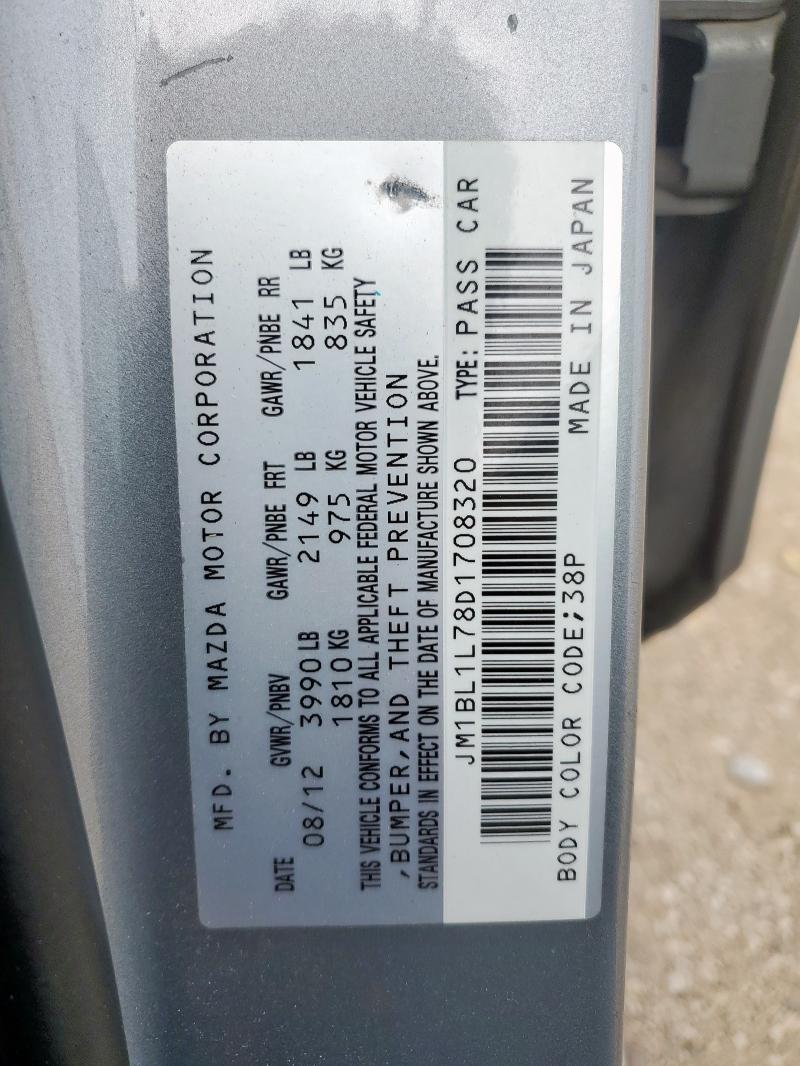 MFD. BY MAZDA MOTOR CORPORATION
DATE GVWR/PNBV GAWR/PNBE FRT GAWR/PNBE RR
08/12 3990 LB 2149 LB 1841 LB
1810 KG 975 KG 835 KG
THIS VEHICLE CONFORMS TO ALL APPLICABLE FEDERAL MOTOR VEHICLE SAFETY
,BUMPER,AND THEFT PREVENTION
STANDARDS IN EFFECT ON THE DATE OF MANUFACTURE SHOWN ABOVE.
JM1BL1L78D1708320 TYPE: PASS CAR
BODY COLOR CODE;38P MADE IN JAPAN